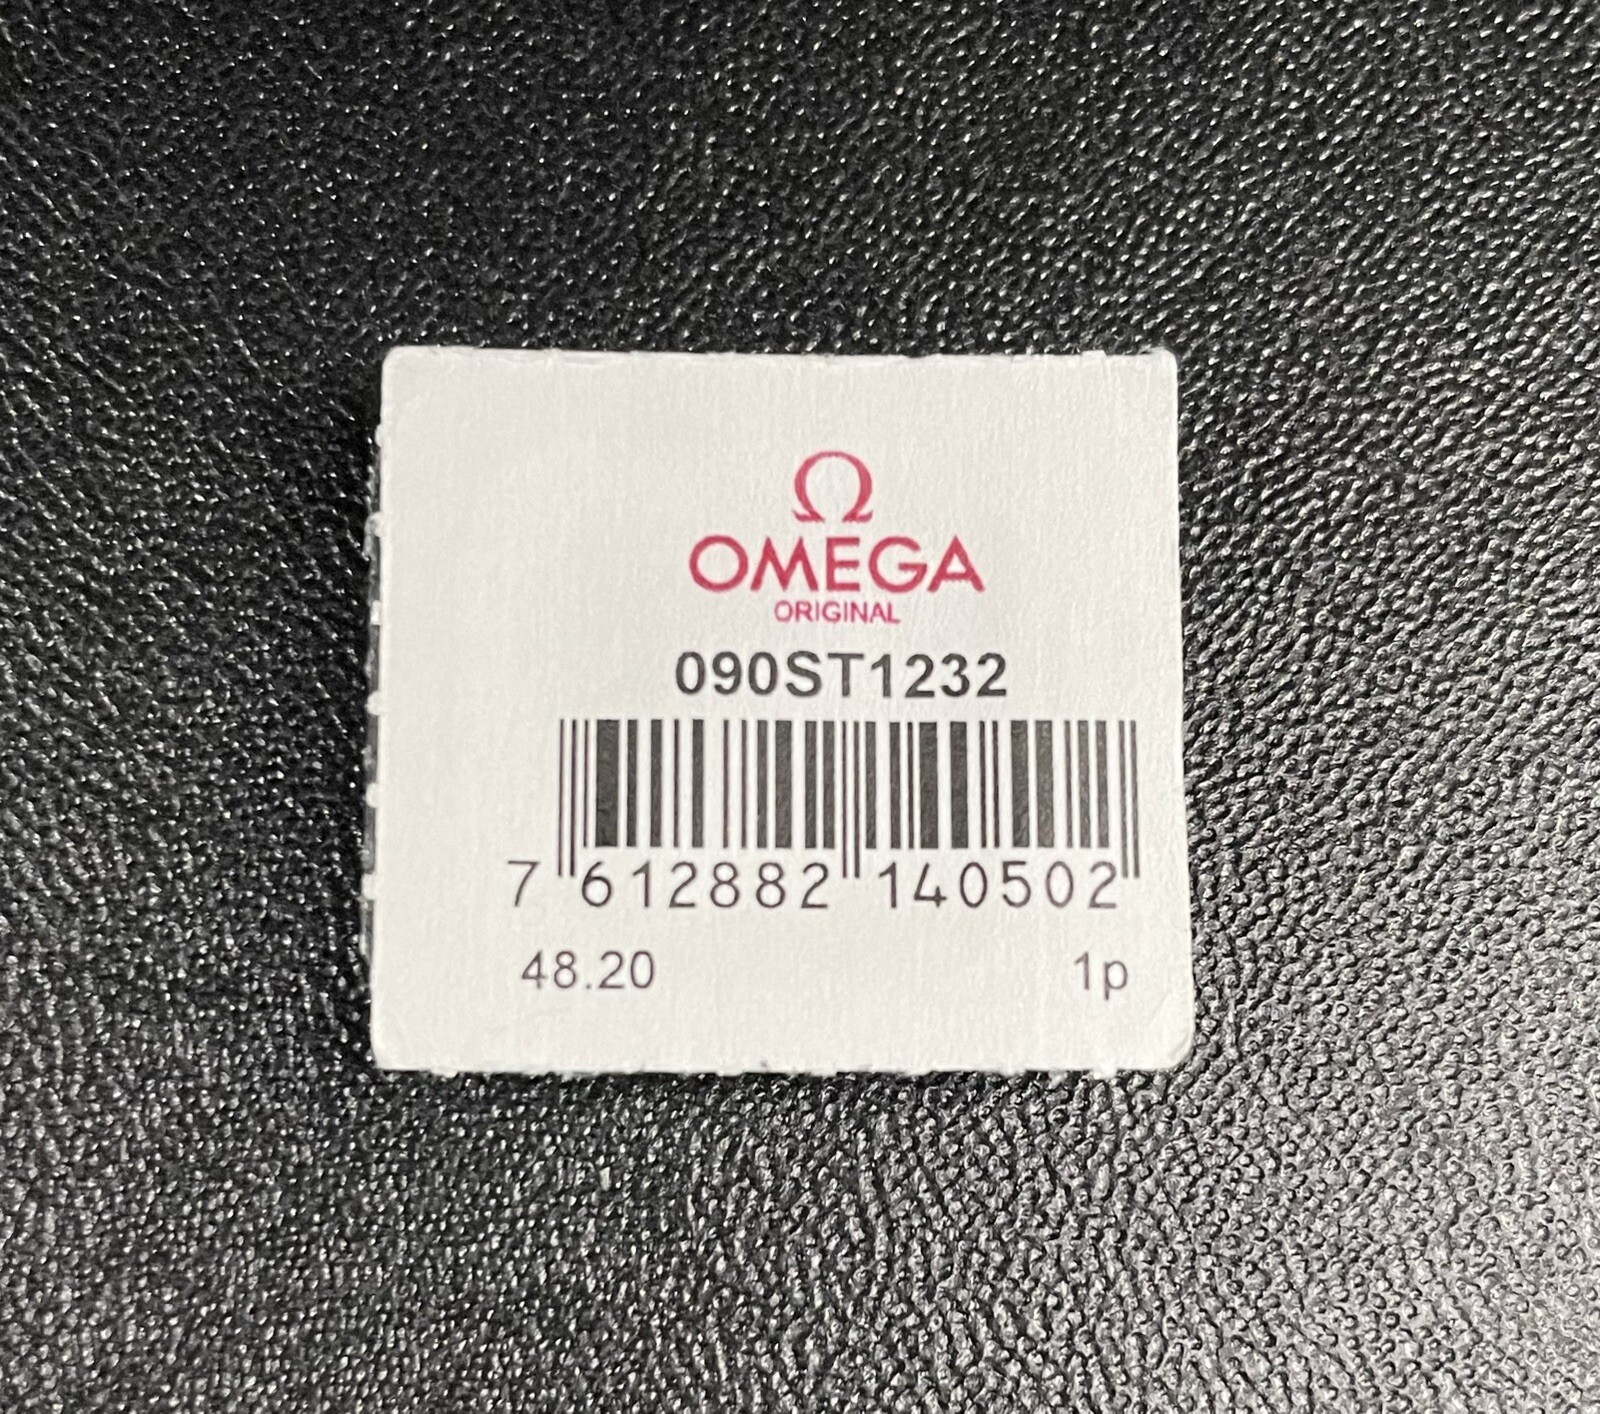 Ω
OMEGA
ORIGINAL
090ST1232
7 612882 140502
48.20 1p